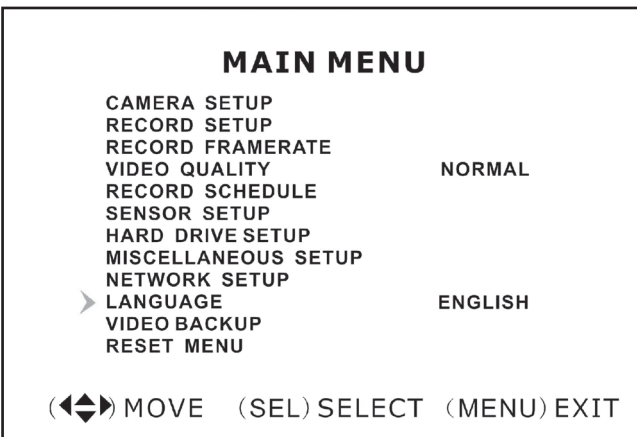 MAIN MENU
CAMERA SETUP
RECORD SETUP
RECORD FRAMERATE
VIDEO QUALITY NORMAL
RECORD SCHEDULE
SENSOR SETUP
HARD DRIVE SETUP
MISCELLANEOUS SETUP
NETWORK SETUP
LANGUAGE ENGLISH
VIDEO BACKUP
RESET MENU
() MOVE (SEL) SELECT (MENU) EXIT